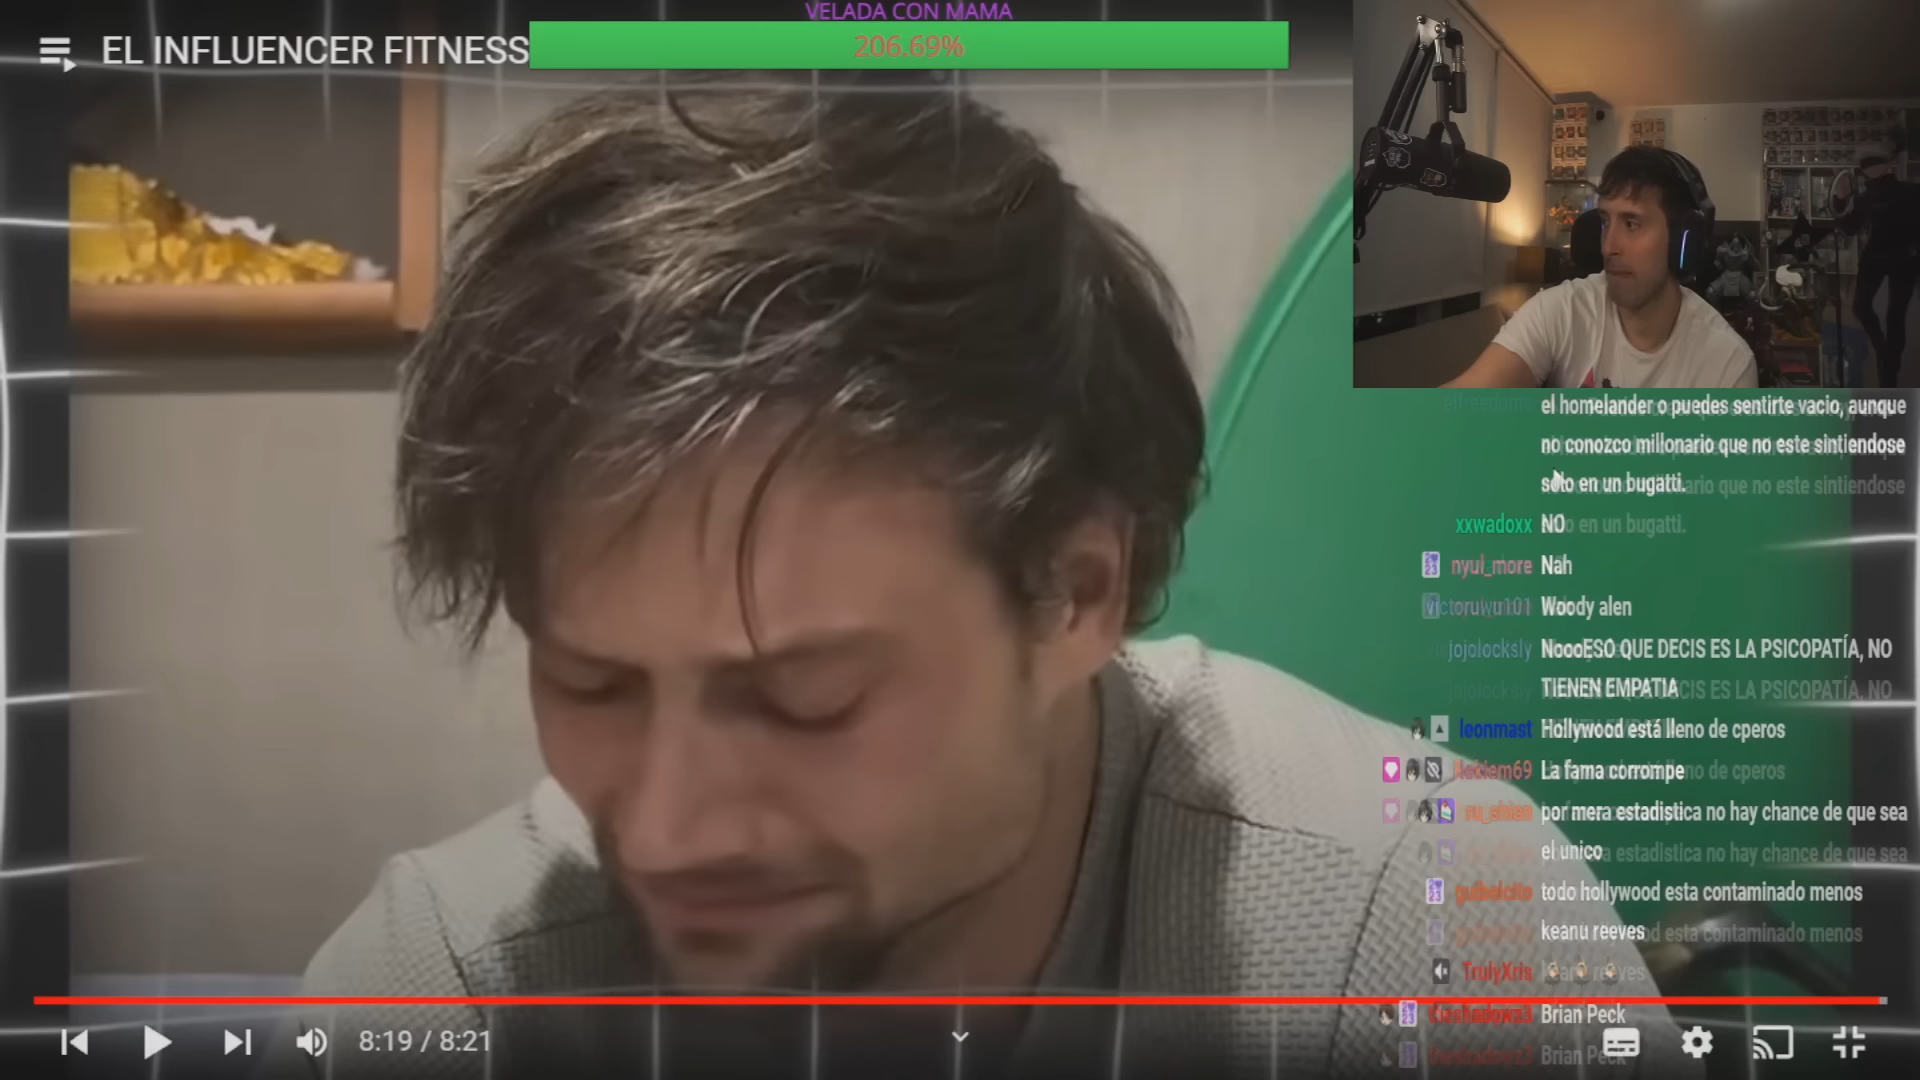 VELADA CON MAMA
EL INFLUENCER FITNESS
206.69%
el homelander o puedes sentirte vacio, aunque
no conozco millonario que no este sintiendose
solo en un bugatti.
xxwadoxx NO
nyul_more Nah
victoruwu101 Woody alen
jojolocksly NoooESO QUE DECIS ES LA PSICOPATÍA, NO
TIENEN EMPATIA
leonmast Hollywood está lleno de cperos
La fama corrompe
ru_shien por mera estadistica no hay chance de que sea
el unico
todo hollywood esta contaminado menos
keanu reeves
TrulyXris
Brian Peck
8:19 / 8:21